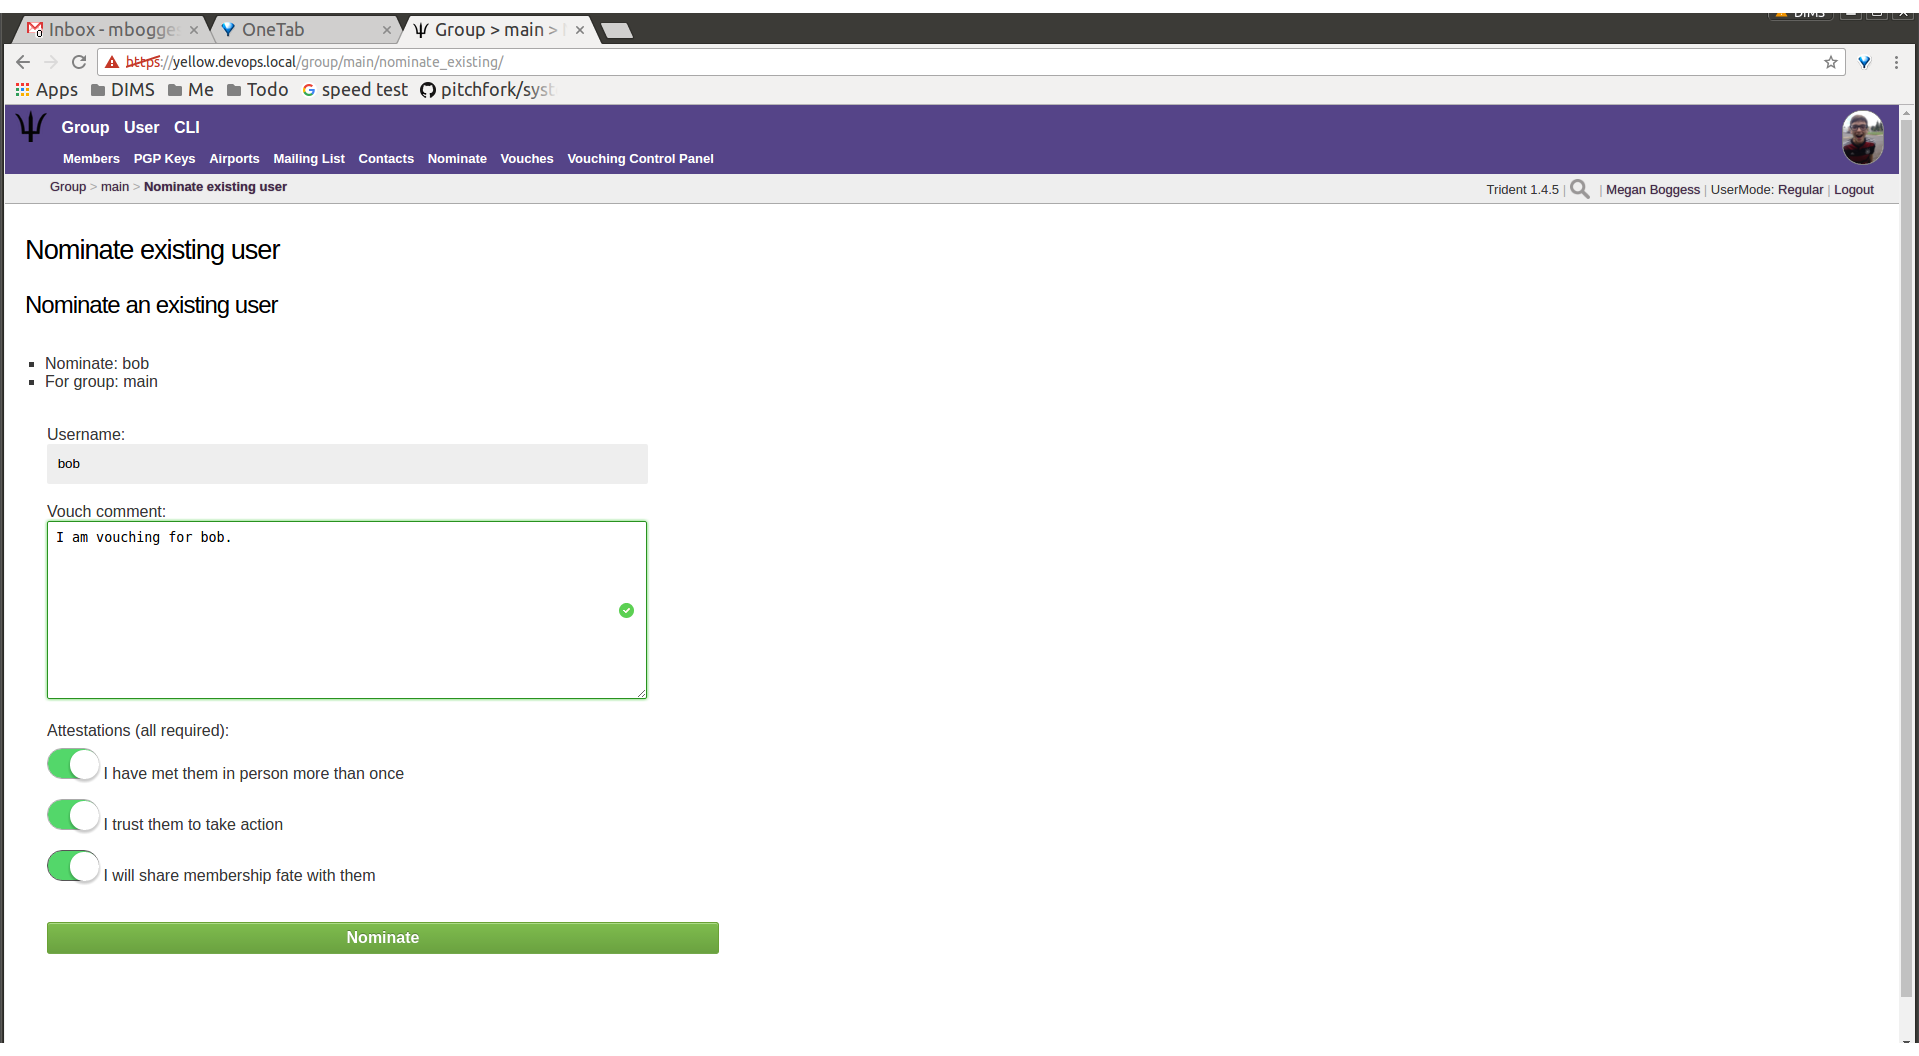 DIMS
Inbox - mbogges
OneTab
Group > main >
https://yellow.devops.local/group/main/nominate_existing/
Apps DIMS Me Todo speed test pitchfork/syst
Group User CLI
Members PGP Keys Airports Mailing List Contacts Nominate Vouches Vouching Control Panel
Group > main > Nominate existing user
Trident 1.4.5 | | Megan Boggess | UserMode: Regular | Logout
Nominate existing user
Nominate an existing user
Nominate: bob
For group: main
Username:
bob
Vouch comment:
I am vouching for bob.
Attestations (all required):
I have met them in person more than once
I trust them to take action
I will share membership fate with them
Nominate